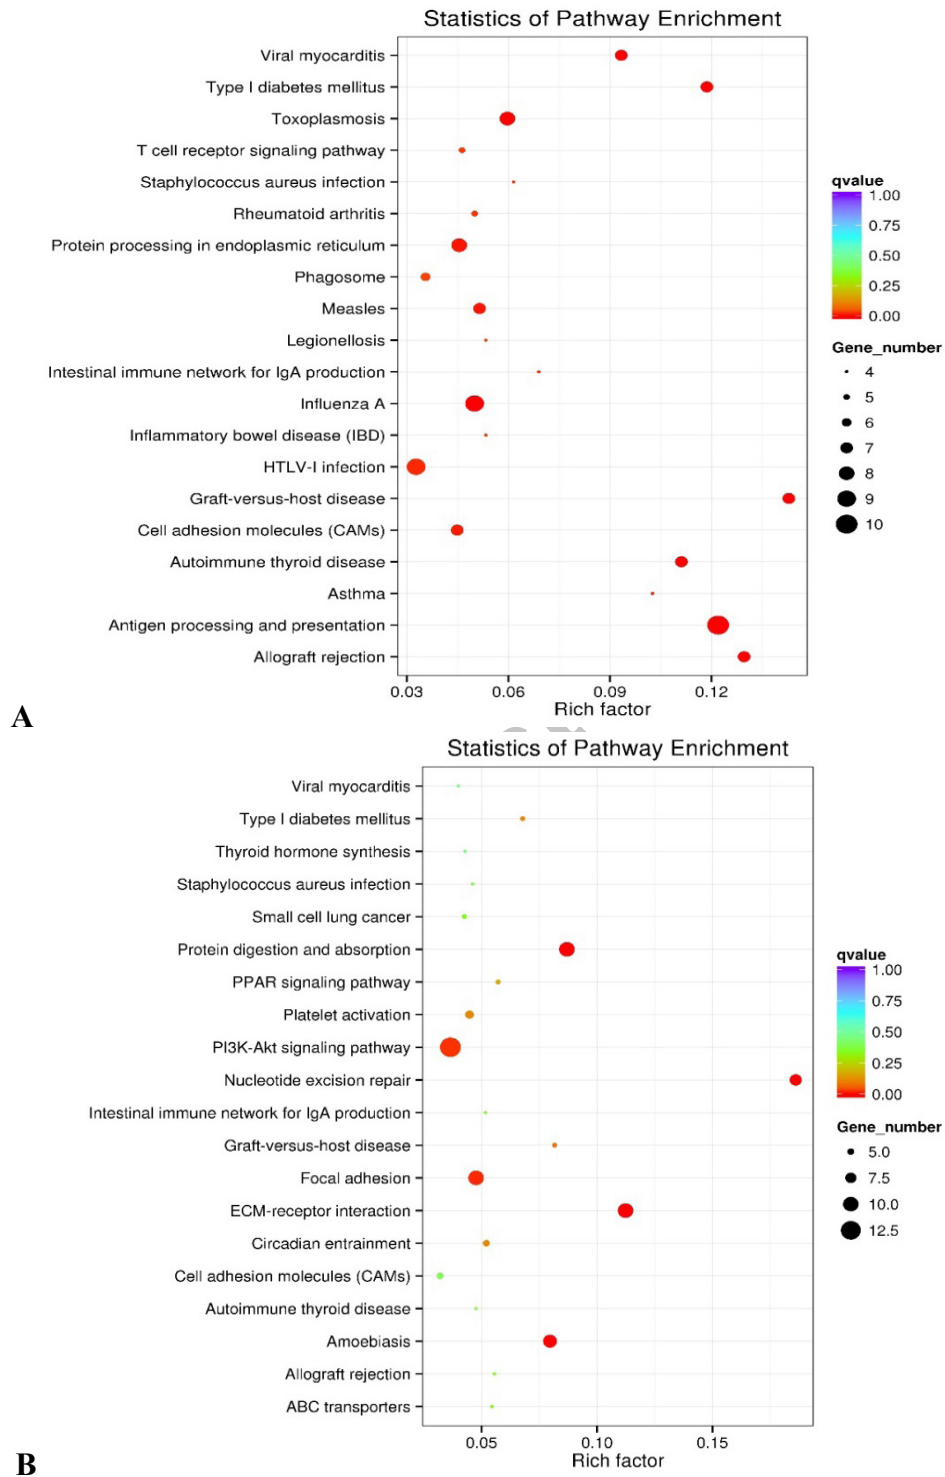 Statistics of Pathway Enrichment
Viral myocarditis
Type I diabetes mellitus
Toxoplasmosis
T cell receptor signaling pathway
Staphylococcus aureus infection
Rheumatoid arthritis
Protein processing in endoplasmic reticulum
Phagosome
Measles
Legionellosis
Intestinal immune network for IgA production
Influenza A
Inflammatory bowel disease (IBD)
HTLV-I infection
Graft-versus-host disease
Cell adhesion molecules (CAMs)
Autoimmune thyroid disease
Asthma
Antigen processing and presentation
Allograft rejection
0.03 0.06 0.09 0.12
Rich factor
qvalue
1.00
0.75
0.50
0.25
0.00
Gene_number
4
5
6
7
8
9
10
A
Statistics of Pathway Enrichment
Viral myocarditis
Type I diabetes mellitus
Thyroid hormone synthesis
Staphylococcus aureus infection
Small cell lung cancer
Protein digestion and absorption
PPAR signaling pathway
Platelet activation
PI3K-Akt signaling pathway
Nucleotide excision repair
Intestinal immune network for IgA production
Graft-versus-host disease
Focal adhesion
ECM-receptor interaction
Circadian entrainment
Cell adhesion molecules (CAMs)
Autoimmune thyroid disease
Amoebiasis
Allograft rejection
ABC transporters
0.05 0.10 0.15
Rich factor
qvalue
1.00
0.75
0.50
0.25
0.00
Gene_number
5.0
7.5
10.0
12.5
B